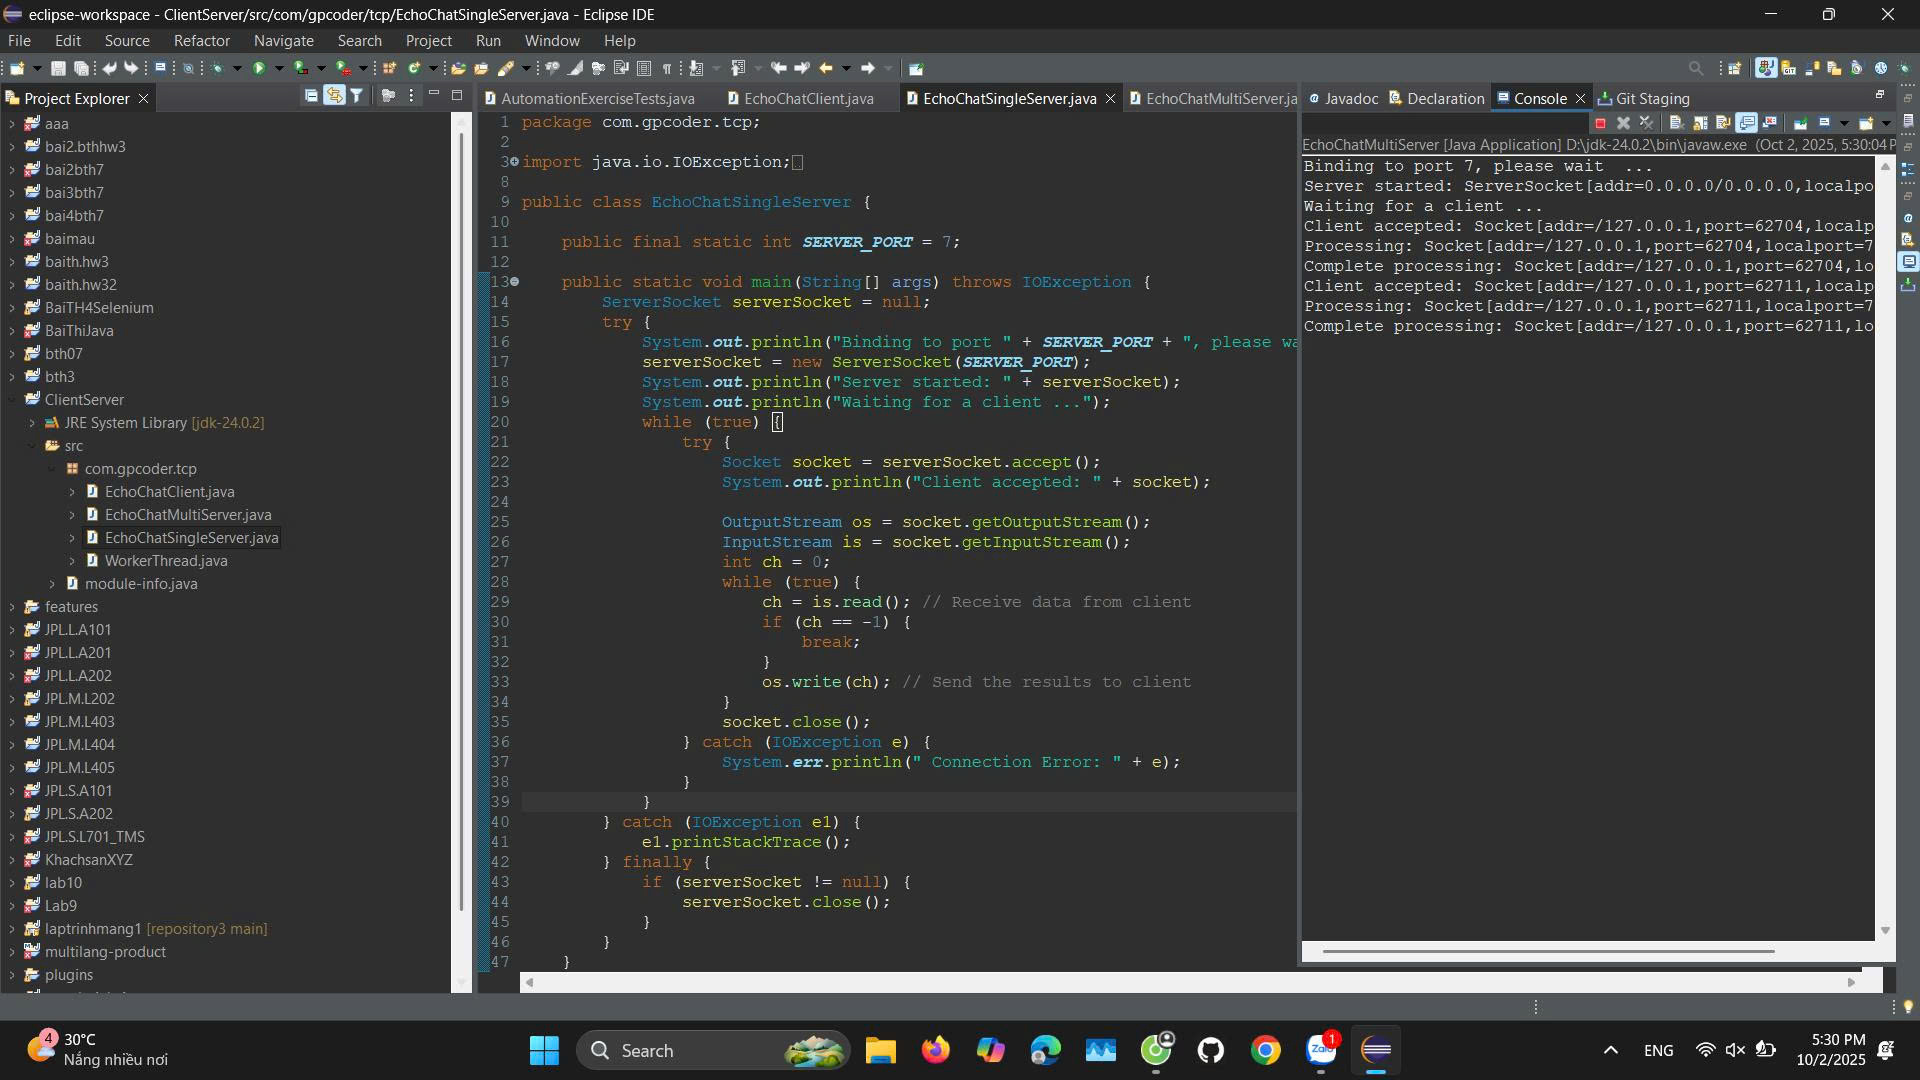 eclipse-workspace - ClientServer/src/com/gpcoder/tcp/EchoChatSingleServer.java - Eclipse IDE
File Edit Source Refactor Navigate Search Project Run Window Help
Project Explorer
aaa
bai2.bthhw3
bai2bth7
bai3bth7
bai4bth7
baimau
baith.hw3
baith.hw32
BaiTH4Selenium
BaiThiJava
bth07
bth3
ClientServer
JRE System Library [jdk-24.0.2]
src
com.gpcoder.tcp
EchoChatClient.java
EchoChatMultiServer.java
EchoChatSingleServer.java
WorkerThread.java
module-info.java
features
JPL.L.A101
JPL.L.A201
JPL.L.A202
JPL.M.L202
JPL.M.L403
JPL.M.L404
JPL.M.L405
JPL.S.A101
JPL.S.A202
JPL.S.L701_TMS
KhachsanXYZ
lab10
Lab9
laptrinhmang1 [repository3 main]
multilang-product
plugins
AutomationExerciseTests.java EchoChatClient.java EchoChatSingleServer.java EchoChatMultiServer.ja
1 package com.gpcoder.tcp;
2
3 import java.io.IOException;
8
9 public class EchoChatSingleServer {
10
11 public final static int SERVER_PORT = 7;
12
13 public static void main(String[] args) throws IOException {
14 ServerSocket serverSocket = null;
15 try {
16 System.out.println("Binding to port " + SERVER_PORT + ", please wa
17 serverSocket = new ServerSocket(SERVER_PORT);
18 System.out.println("Server started: " + serverSocket);
19 System.out.println("Waiting for a client ...");
20 while (true) {
21 try {
22 Socket socket = serverSocket.accept();
23 System.out.println("Client accepted: " + socket);
24
25 OutputStream os = socket.getOutputStream();
26 InputStream is = socket.getInputStream();
27 int ch = 0;
28 while (true) {
29 ch = is.read(); // Receive data from client
30 if (ch == -1) {
31 break;
32 }
33 os.write(ch); // Send the results to client
34 }
35 socket.close();
36 } catch (IOException e) {
37 System.err.println(" Connection Error: " + e);
38 }
39 }
40 } catch (IOException e1) {
41 e1.printStackTrace();
42 } finally {
43 if (serverSocket != null) {
44 serverSocket.close();
45 }
46 }
47 }
Javadoc Declaration Console Git Staging
EchoChatMultiServer [Java Application] D:\jdk-24.0.2\bin\javaw.exe (Oct 2, 2025, 5:30:04 P
Binding to port 7, please wait ...
Server started: ServerSocket[addr=0.0.0.0/0.0.0.0,localpo
Waiting for a client ...
Client accepted: Socket[addr=/127.0.0.1,port=62704,localp
Processing: Socket[addr=/127.0.0.1,port=62704,localport=7
Complete processing: Socket[addr=/127.0.0.1,port=62704,lo
Client accepted: Socket[addr=/127.0.0.1,port=62711,localp
Processing: Socket[addr=/127.0.0.1,port=62711,localport=7
Complete processing: Socket[addr=/127.0.0.1,port=62711,lo
4
30°C
Nắng nhiều nơi
Search
Zalo
1
ENG
5:30 PM
10/2/2025